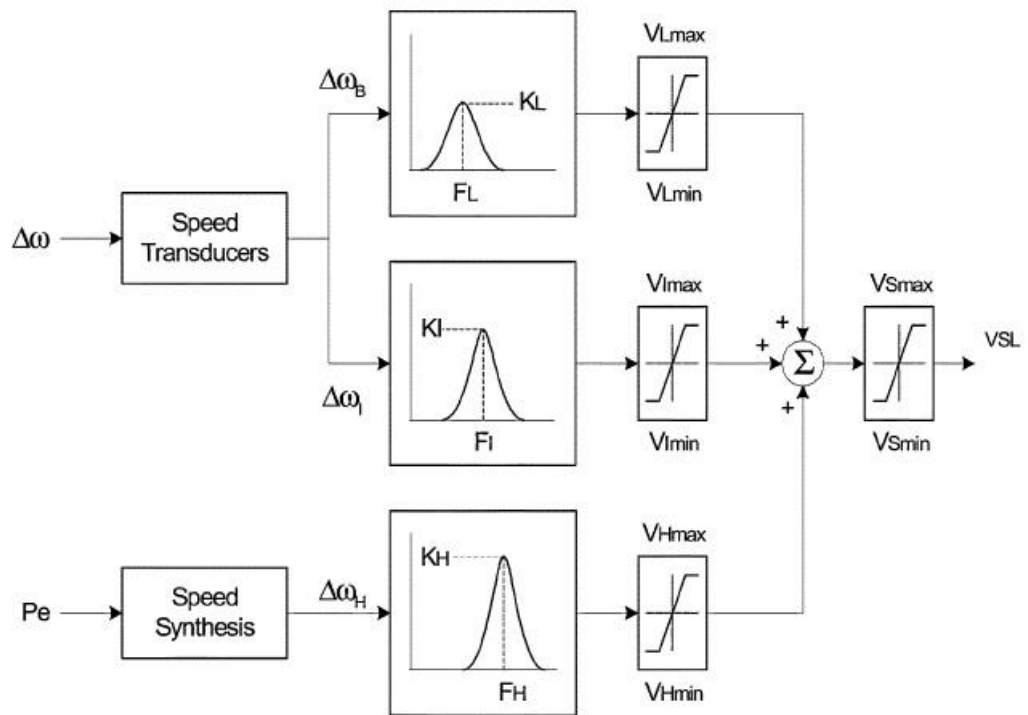 VLmax
ΔωB
KL
FL
VLmin
Δω
Speed
Transducers
VImax
VSmax
KI
+
+
Σ
VSL
+
ΔωI
FI
VImin
VSmin
VHmax
KH
ΔωH
Pe
Speed
Synthesis
FH
VHmin